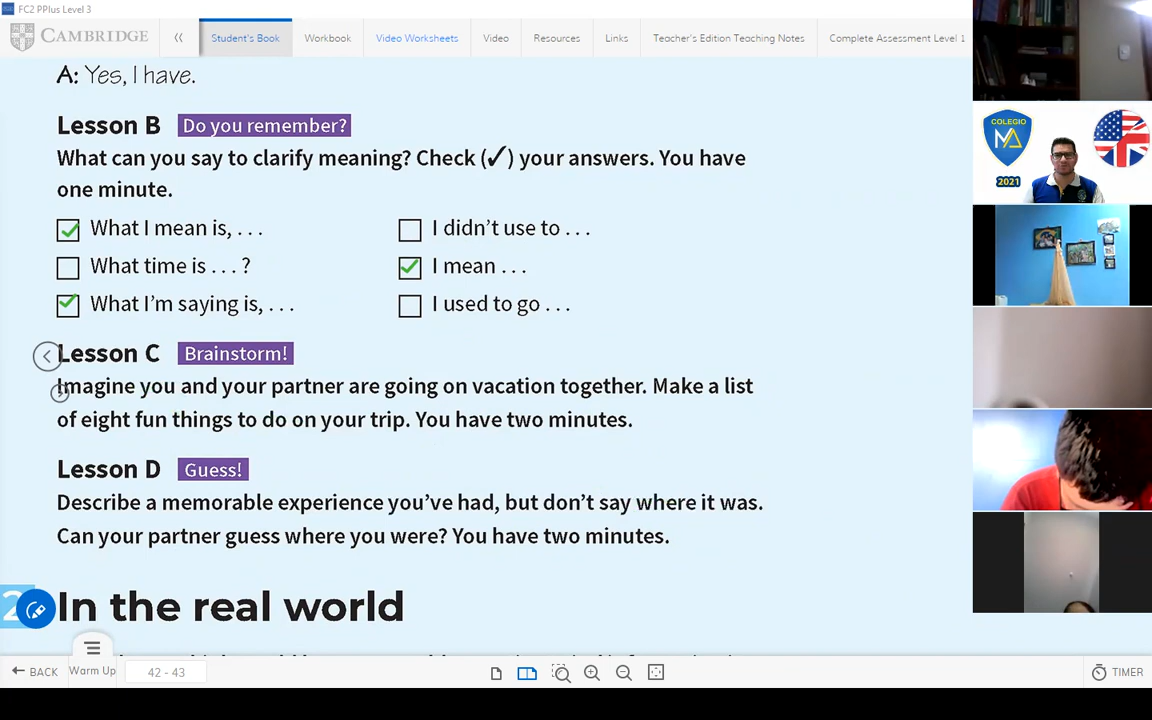 FC2 PPlus Level 3
CAMBRIDGE
Student's Book
Workbook
Video Worksheets
Video
Resources
Links
Teacher's Edition Teaching Notes
Complete Assessment Level 1
A: Yes, I have.
Lesson B Do you remember?
What can you say to clarify meaning? Check (✓) your answers. You have
one minute.
What I mean is, . . .
I didn't use to . . .
What time is . . . ?
I mean . . .
What I'm saying is, . . .
I used to go . . .
Lesson C Brainstorm!
Imagine you and your partner are going on vacation together. Make a list
of eight fun things to do on your trip. You have two minutes.
Lesson D Guess!
Describe a memorable experience you've had, but don't say where it was.
Can your partner guess where you were? You have two minutes.
2 In the real world
BACK
Warm Up
42 - 43
TIMER
COLEGIO
MA
2021